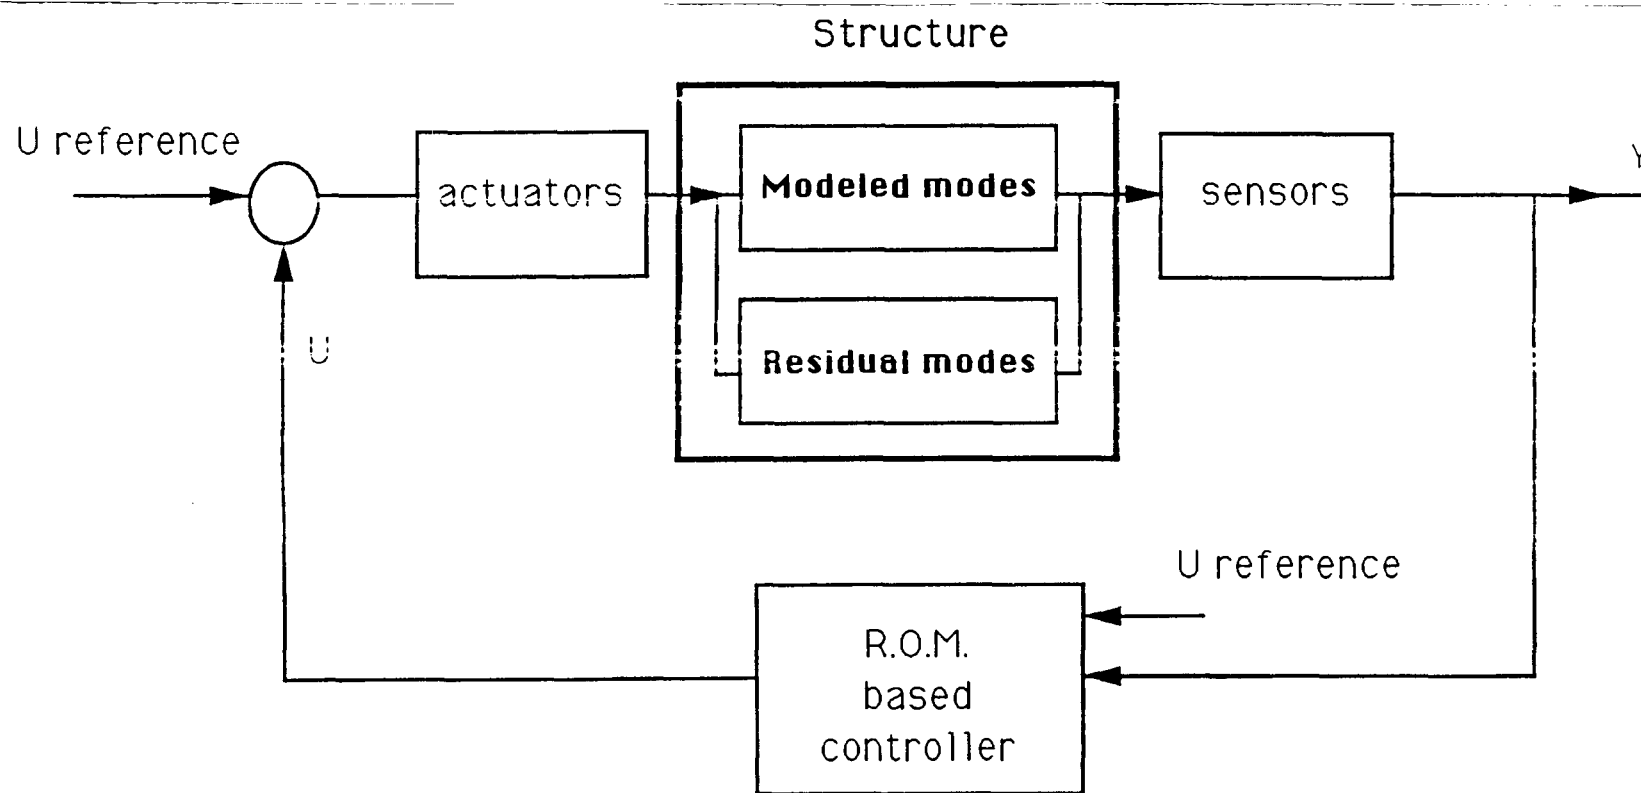 Structure
U reference
actuators
Modeled modes
sensors
Y
U
Residual modes
U reference
R.O.M.
based
controller